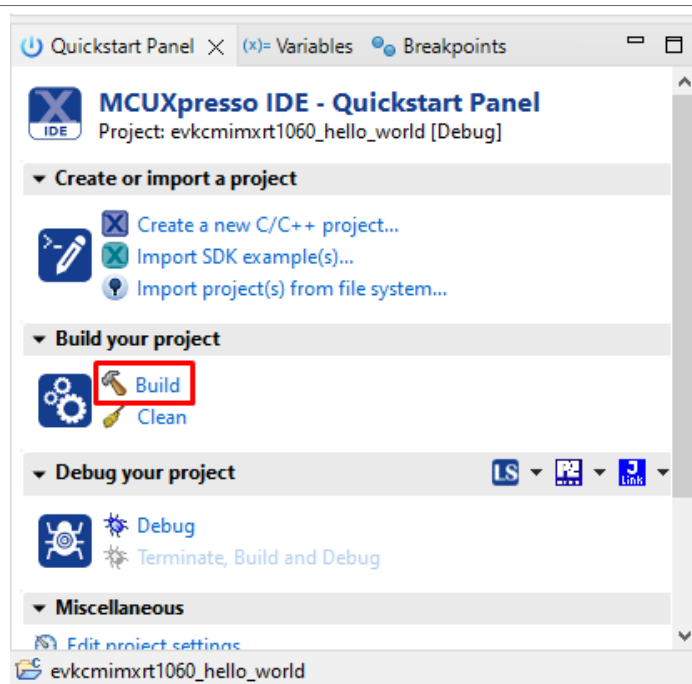 Quickstart Panel (x)= Variables Breakpoints
MCUXpresso IDE - Quickstart Panel
IDE Project: evkcmimxrt1060_hello_world [Debug]
Create or import a project
Create a new C/C++ project...
Import SDK example(s)...
Import project(s) from file system...
Build your project
Build
Clean
Debug your project LS PE J LINK
Debug
Terminate, Build and Debug
Miscellaneous
Edit project settings
evkcmimxrt1060_hello_world